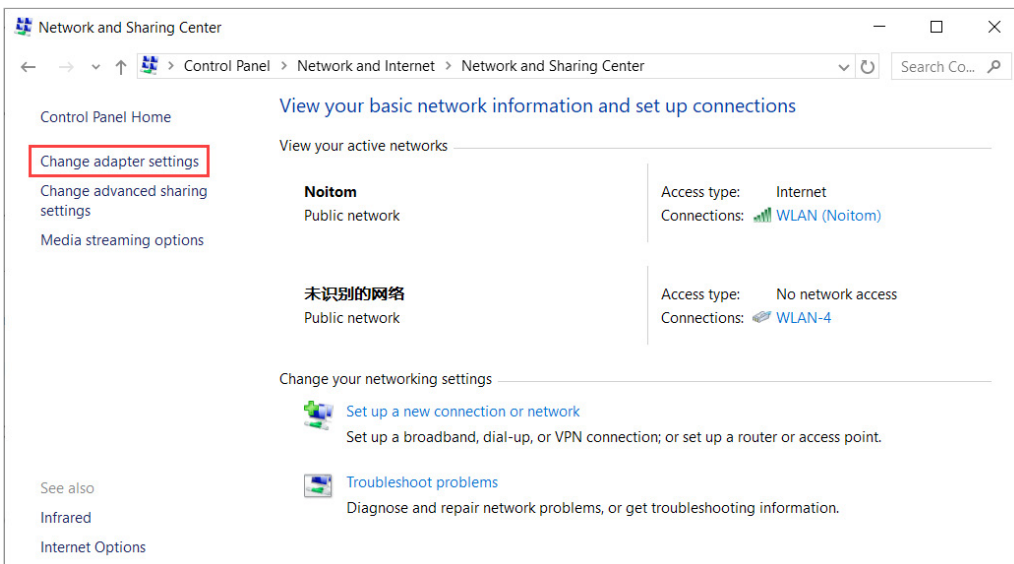 Network and Sharing Center
Control Panel > Network and Internet > Network and Sharing Center
Search Co...
Control Panel Home
Change adapter settings
Change advanced sharing
settings
Media streaming options
See also
Infrared
Internet Options
View your basic network information and set up connections
View your active networks
Noitom
Public network
Access type: Internet
Connections: WLAN (Noitom)
未识别的网络
Public network
Access type: No network access
Connections: WLAN-4
Change your networking settings
Set up a new connection or network
Set up a broadband, dial-up, or VPN connection; or set up a router or access point.
Troubleshoot problems
Diagnose and repair network problems, or get troubleshooting information.